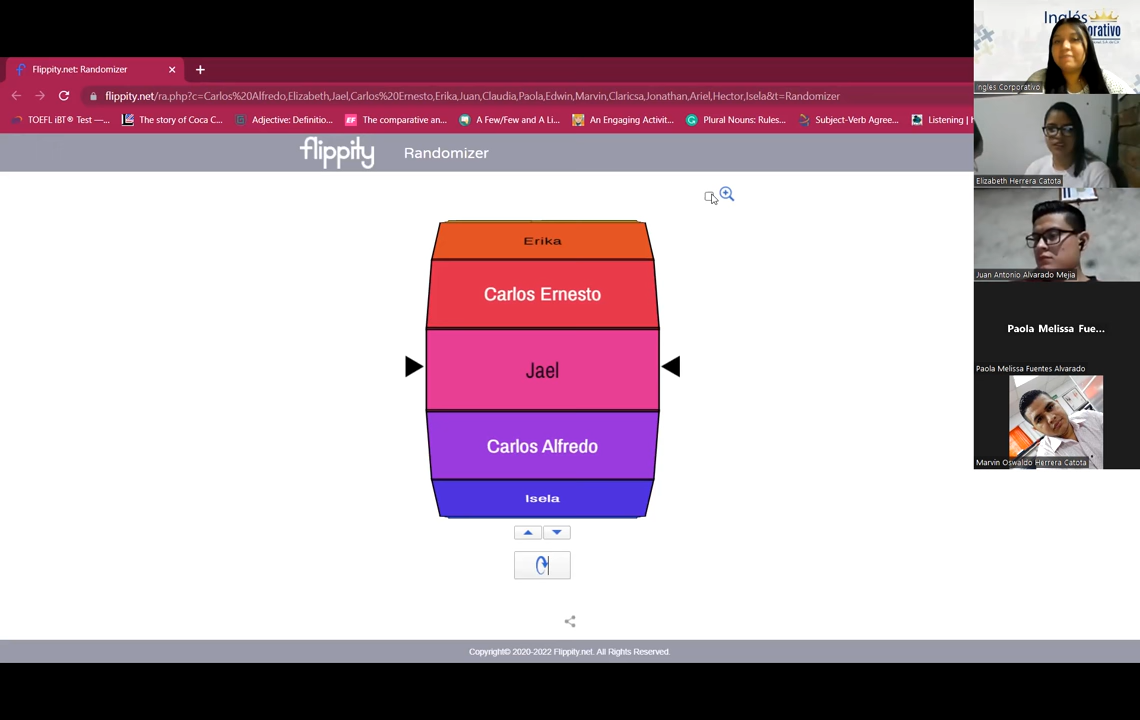 Flippity.net: Randomizer
flippity.net/ra.php?c=Carlos%20Alfredo,Elizabeth,Jael,Carlos%20Ernesto,Erika,Juan,Claudia,Paola,Edwin,Marvin,Claricsa,Jonathan,Ariel,Hector,Isela&t=Randomizer
TOEFL iBT® Test —...
The story of Coca C...
Adjective: Definitio...
EF
The comparative an...
A Few/Few and A Li...
An Engaging Activit...
Plural Nouns: Rules...
Subject-Verb Agree...
Listening | h
flippity
Randomizer
Erika
Carlos Ernesto
Jael
Carlos Alfredo
Isela
Copyright© 2020-2022 Flippity.net. All Rights Reserved.
Inglés
Ingles Corporativo
Elizabeth Herrera Catota
Juan Antonio Alvarado Mejia
Paola Melissa Fue...
Paola Melissa Fuentes Alvarado
Marvin Oswaldo Herrera Catota